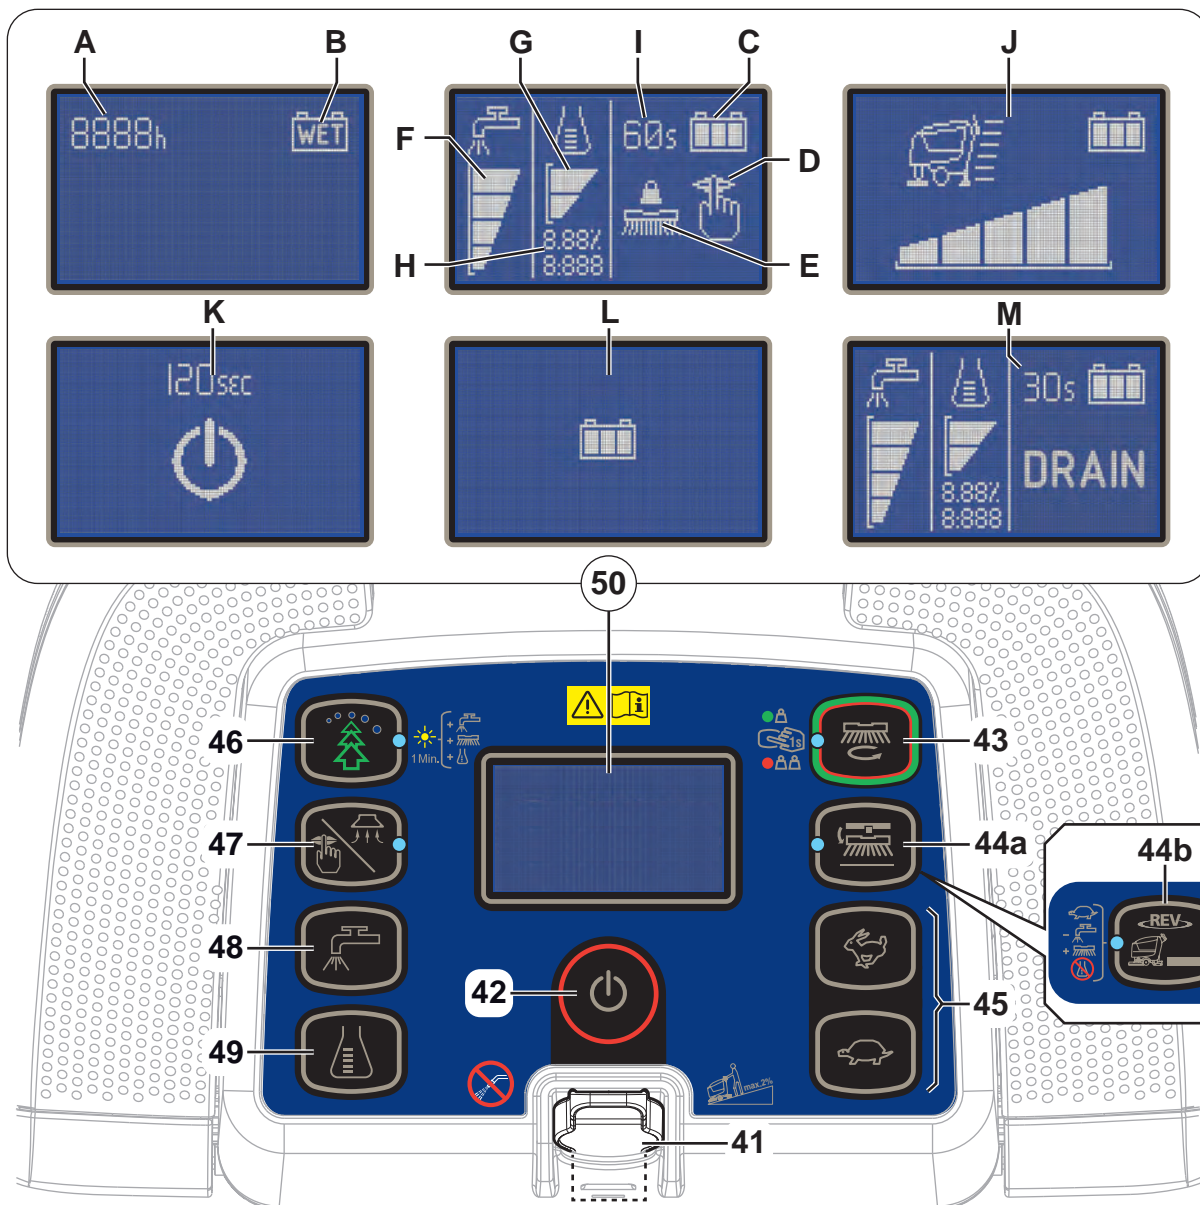 A
B
G
I
C
J
8888h
WET
F
60s
D
H
8.88%
8:888
E
K
L
M
120SEC
30s
DRAIN
8.88%
8:888
50
46
1 Min.
+
+
+
1s
43
47
44a
44b
REV
-
+
48
42
45
49
max.2%
41